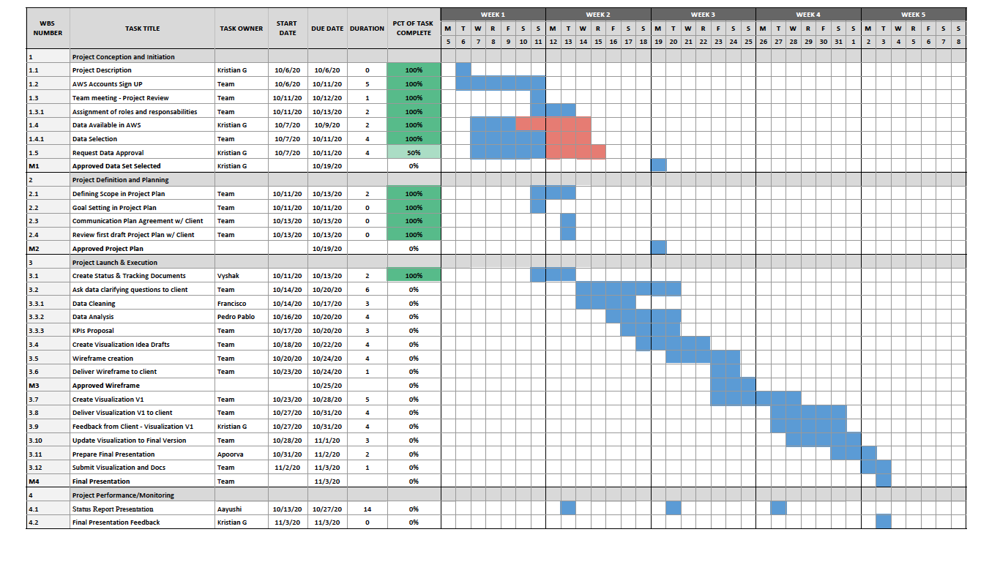 WEEK 1 WEEK 2 WEEK 3 WEEK 4 WEEK 5
WBS NUMBER TASK TITLE TASK OWNER START DATE DUE DATE DURATION PCT OF TASK COMPLETE
M T W R F S S M T W R F S S M T W R F S S M T W R F S S M T W R F S S
5 6 7 8 9 10 11 12 13 14 15 16 17 18 19 20 21 22 23 24 25 26 27 28 29 30 31 1 2 3 4 5 6 7 8
1 Project Conception and Initiation
1.1 Project Description Kristian G 10/6/20 10/6/20 0 100%
1.2 AWS Accounts Sign UP Team 10/6/20 10/11/20 5 100%
1.3 Team meeting - Project Review Team 10/11/20 10/12/20 1 100%
1.3.1 Assignment of roles and responsabilities Team 10/11/20 10/13/20 2 100%
1.4 Data Available in AWS Kristian G 10/7/20 10/9/20 2 100%
1.4.1 Data Selection Team 10/7/20 10/11/20 4 100%
1.5 Request Data Approval Kristian G 10/7/20 10/11/20 4 50%
M1 Approved Data Set Selected Kristian G 10/19/20 0%
2 Project Definition and Planning
2.1 Defining Scope in Project Plan Team 10/11/20 10/13/20 2 100%
2.2 Goal Setting in Project Plan Team 10/11/20 10/11/20 0 100%
2.3 Communication Plan Agreement w/ Client Team 10/13/20 10/13/20 0 100%
2.4 Review first draft Project Plan w/ Client Team 10/13/20 10/13/20 0 100%
M2 Approved Project Plan 10/19/20 0%
3 Project Launch & Execution
3.1 Create Status & Tracking Documents Vyshak 10/11/20 10/13/20 2 100%
3.2 Ask data clarifying questions to client Team 10/14/20 10/20/20 6 0%
3.3.1 Data Cleaning Francisco 10/14/20 10/17/20 3 0%
3.3.2 Data Analysis Pedro Pablo 10/16/20 10/20/20 4 0%
3.3.3 KPIs Proposal Team 10/17/20 10/20/20 3 0%
3.4 Create Visualization Idea Drafts Team 10/18/20 10/22/20 4 0%
3.5 Wireframe creation Team 10/20/20 10/24/20 4 0%
3.6 Deliver Wireframe to client Team 10/23/20 10/24/20 1 0%
M3 Approved Wireframe 10/25/20 0%
3.7 Create Visualization V1 Team 10/23/20 10/28/20 5 0%
3.8 Deliver Visualization V1 to client Team 10/27/20 10/31/20 4 0%
3.9 Feedback from Client - Visualization V1 Kristian G 10/27/20 10/31/20 4 0%
3.10 Update Visualization to Final Version Team 10/28/20 11/1/20 3 0%
3.11 Prepare Final Presentation Apoorva 10/31/20 11/2/20 2 0%
3.12 Submit Visualization and Docs Team 11/2/20 11/3/20 1 0%
M4 Final Presentation Team 11/3/20 0%
4 Project Performance/Monitoring
4.1 Status Report Presentation Aayushi 10/13/20 10/27/20 14 0%
4.2 Final Presentation Feedback Kristian G 11/3/20 11/3/20 0 0%